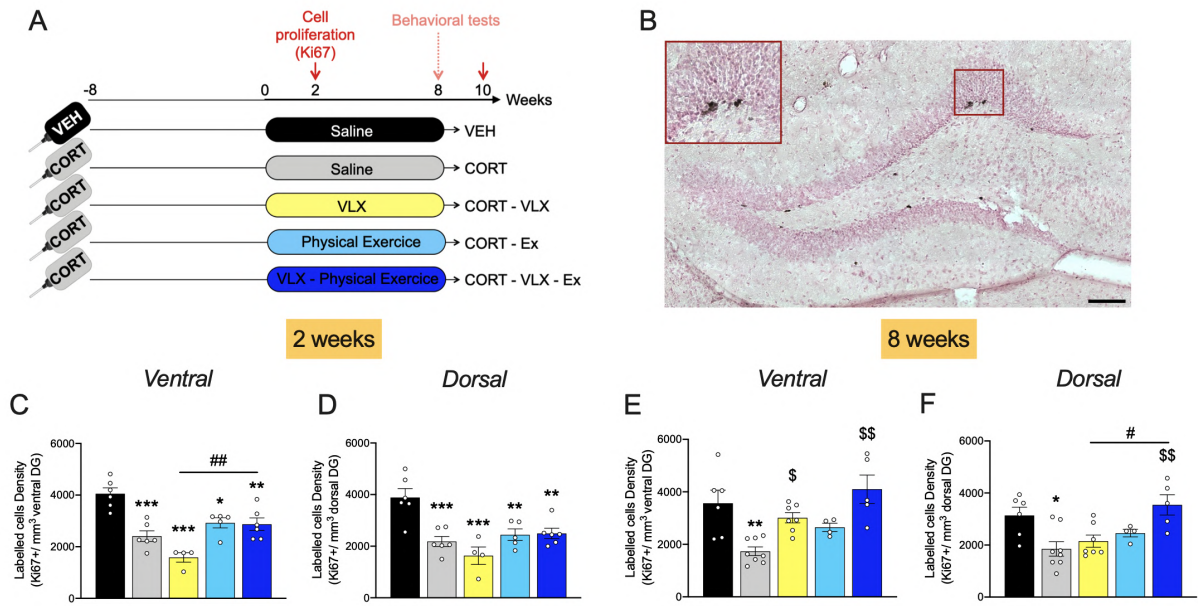 A
Cell
proliferation
(Ki67)
Behavioral tests
-8 0 2 8 10 Weeks
VEH Saline VEH
CORT Saline CORT
CORT VLX CORT - VLX
CORT Physical Exercice CORT - Ex
CORT VLX - Physical Exercice CORT - VLX - Ex
B
2 weeks
8 weeks
C
Ventral
Labelled cells Density
(Ki67+/ mm3 ventral DG)
6000
4000
2000
0
***
***
*
**
##
D
Dorsal
Labelled cells Density
(Ki67+/ mm3 dorsal DG)
6000
4000
2000
0
***
***
**
**
E
Ventral
Labelled cells Density
(Ki67+/ mm3 ventral DG)
6000
4000
2000
0
**
$
$$
F
Dorsal
Labelled cells Density
(Ki67+/ mm3 dorsal DG)
6000
4000
2000
0
*
#
$$